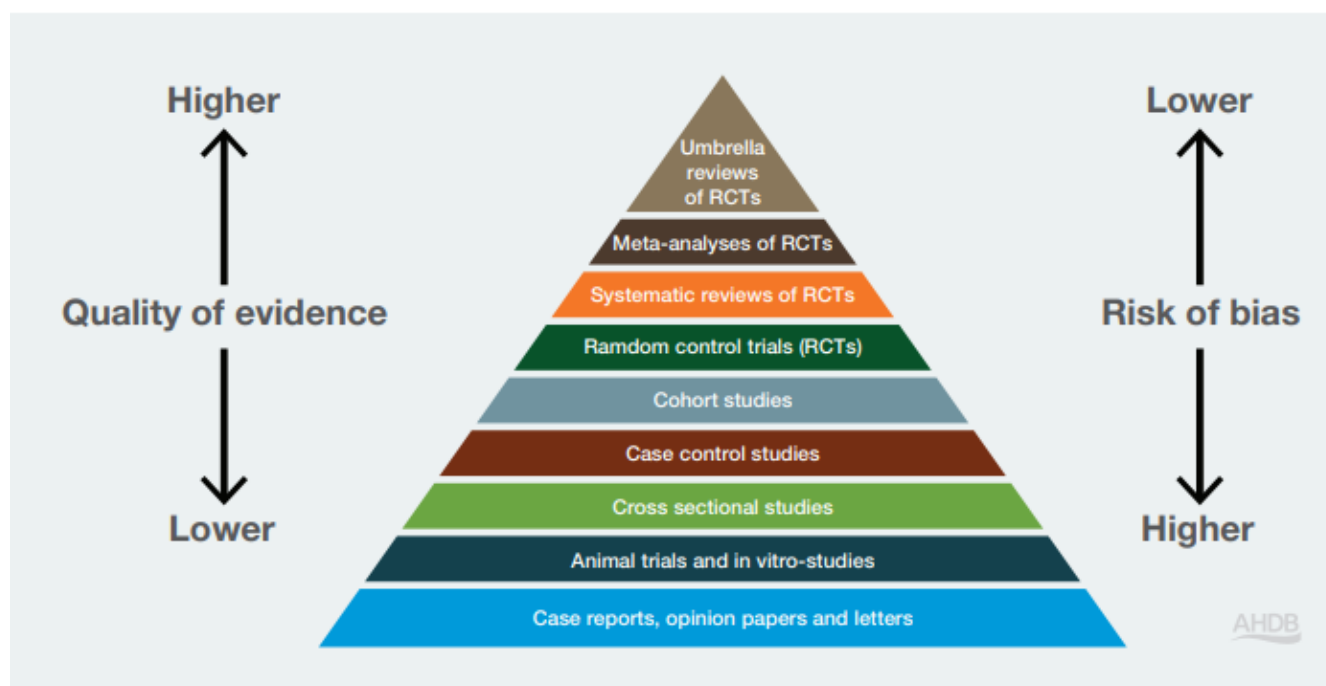 Higher
Lower
Umbrella
reviews
of RCTs
Meta-analyses of RCTs
Systematic reviews of RCTs
Quality of evidence
Risk of bias
Ramdom control trials (RCTs)
Cohort studies
Case control studies
Cross sectional studies
Lower
Higher
Animal trials and in vitro-studies
Case reports, opinion papers and letters
AHDB